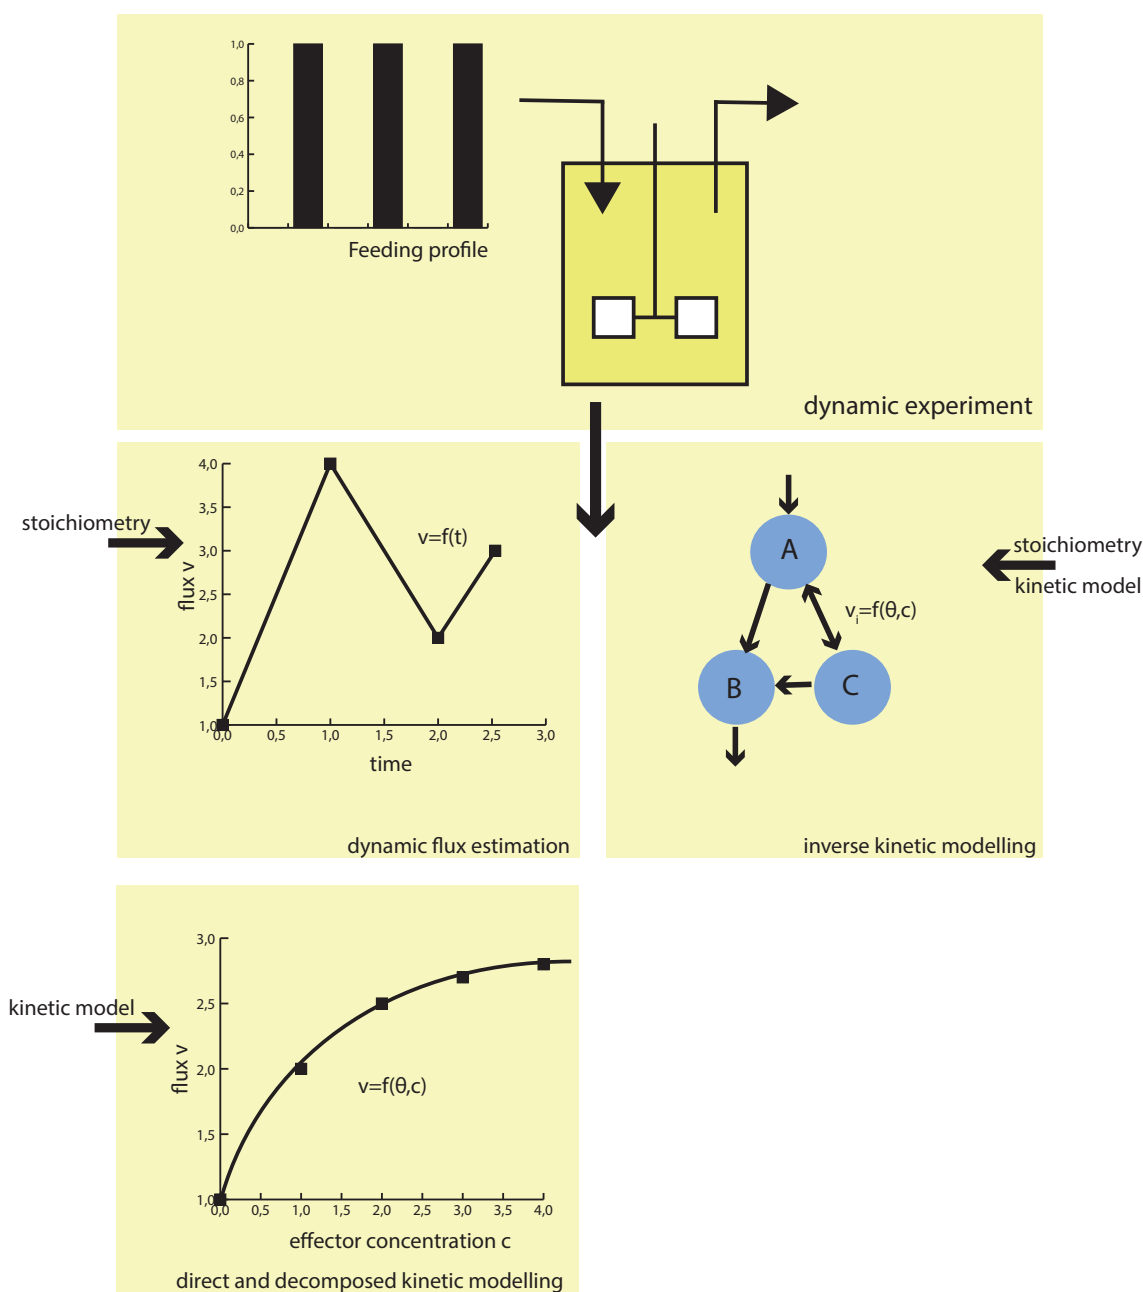 1,0
0,8
0,6
0,4
0,2
0,0
Feeding profile
dynamic experiment
stoichiometry
flux v
4,0
3,5
3,0
2,5
2,0
1,5
1,0
v=f(t)
0,0 0,5 1,0 1,5 2,0 2,5 3,0
time
dynamic flux estimation
A
B
C
vi=f(θ,c)
stoichiometry
kinetic model
inverse kinetic modelling
kinetic model
flux v
3,0
2,5
2,0
1,5
1,0
v=f(θ,c)
0,0 0,5 1,0 1,5 2,0 2,5 3,0 3,5 4,0
effector concentration c
direct and decomposed kinetic modelling